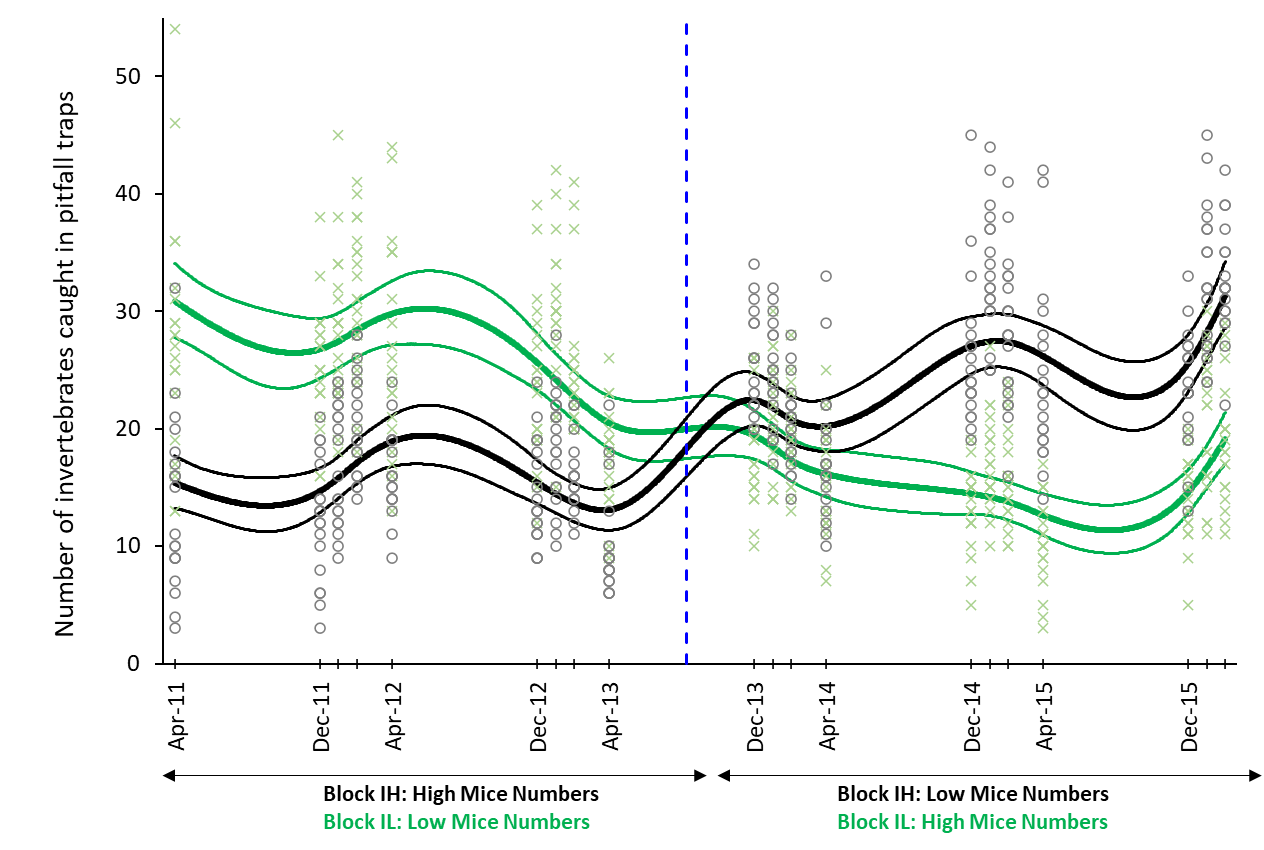 Number of invertebrates caught in pitfall traps
50
40
30
20
10
0
Apr-11
Dec-11
Apr-12
Dec-12
Apr-13
Dec-13
Apr-14
Dec-14
Apr-15
Dec-15
Block IH: High Mice Numbers
Block IL: Low Mice Numbers
Block IH: Low Mice Numbers
Block IL: High Mice Numbers